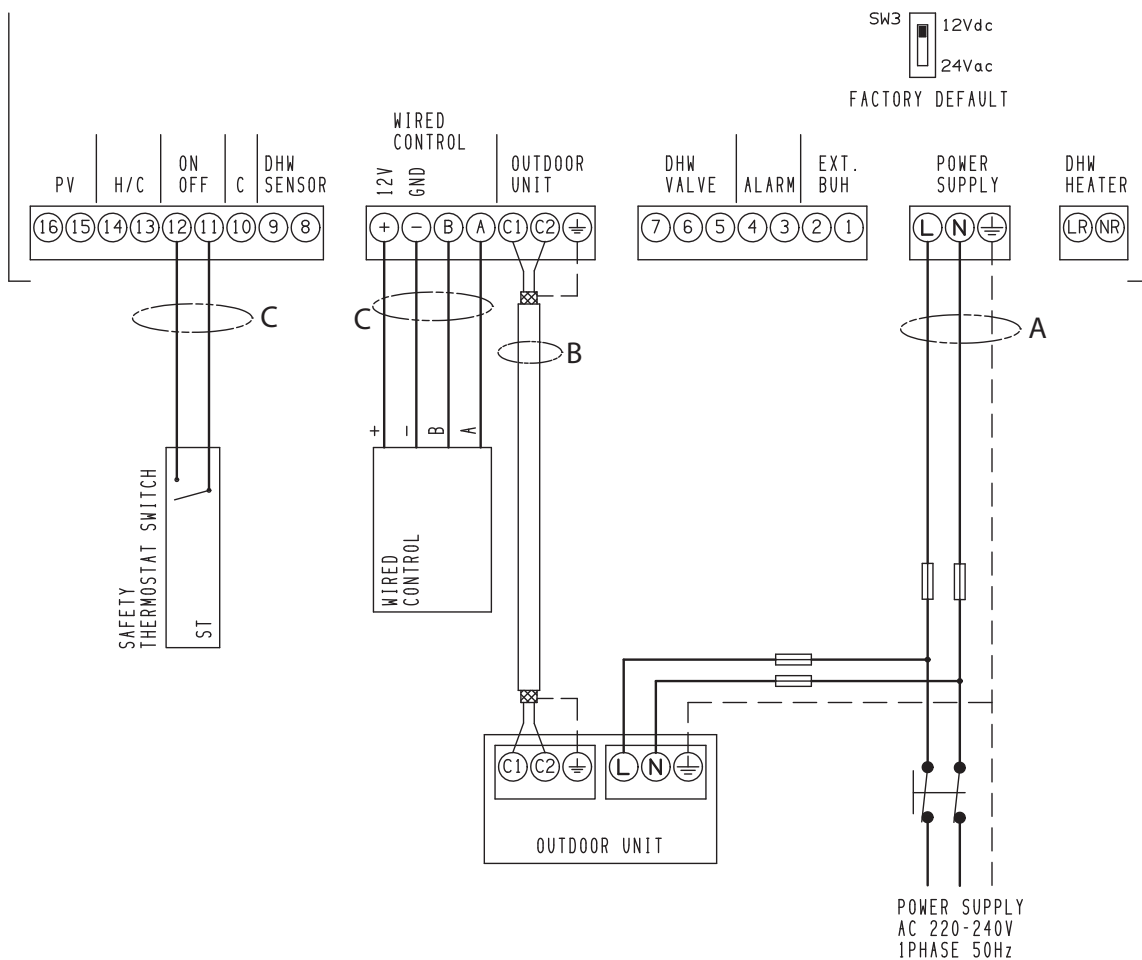 SW3
12Vdc
24Vac
FACTORY DEFAULT
PV
H/C
ON
OFF
C
DHW
SENSOR
WIRED
CONTROL
12V
GND
OUTDOOR
UNIT
DHW
VALVE
ALARM
EXT.
BUH
POWER
SUPPLY
DHW
HEATER
16 15 14 13 12 11 10 9 8
+ - B A C1 C2
7 6 5 4 3 2 1
L N
LR NR
C
C
B
A
+ - B A
SAFETY
THERMOSTAT SWITCH
ST
WIRED
CONTROL
C1 C2
L N
OUTDOOR UNIT
POWER SUPPLY
AC 220-240V
1PHASE 50Hz